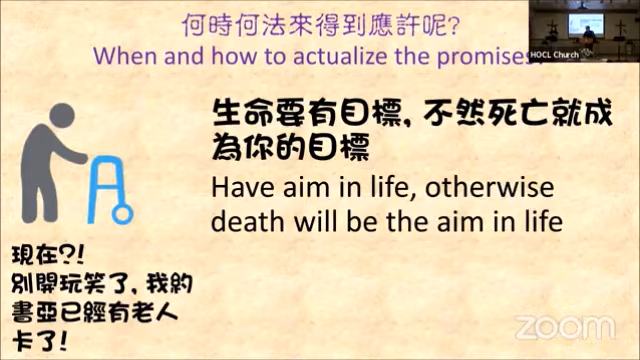 何時何法來得到應許呢?
When and how to actualize the promises?
HOCL Church
生命要有目標, 不然死亡就成
為你的目標
Have aim in life, otherwise
death will be the aim in life
現在?!
別開玩笑了, 我約
書亞已經有老人
卡了!
zoom